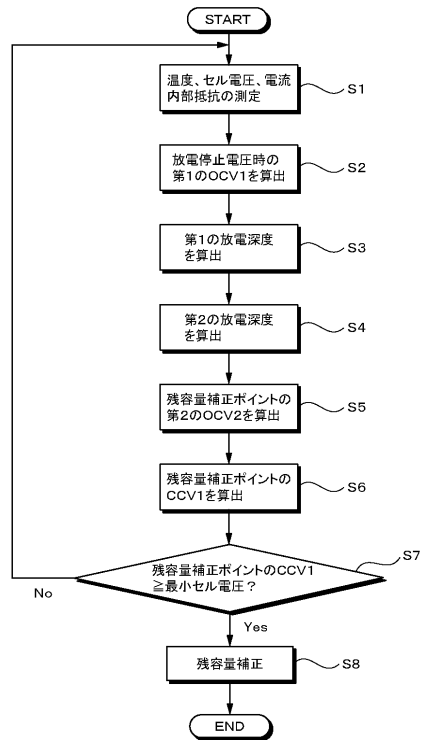 START
温度、セル電圧、電流
内部抵抗の測定
S1
放電停止電圧時の
第1のOCV1を算出
S2
第1の放電深度
を算出
S3
第2の放電深度
を算出
S4
残容量補正ポイントの
第2のOCV2を算出
S5
残容量補正ポイントの
CCV1を算出
S6
残容量補正ポイントのCCV1
≧最小セル電圧?
S7
No
Yes
残容量補正
S8
END